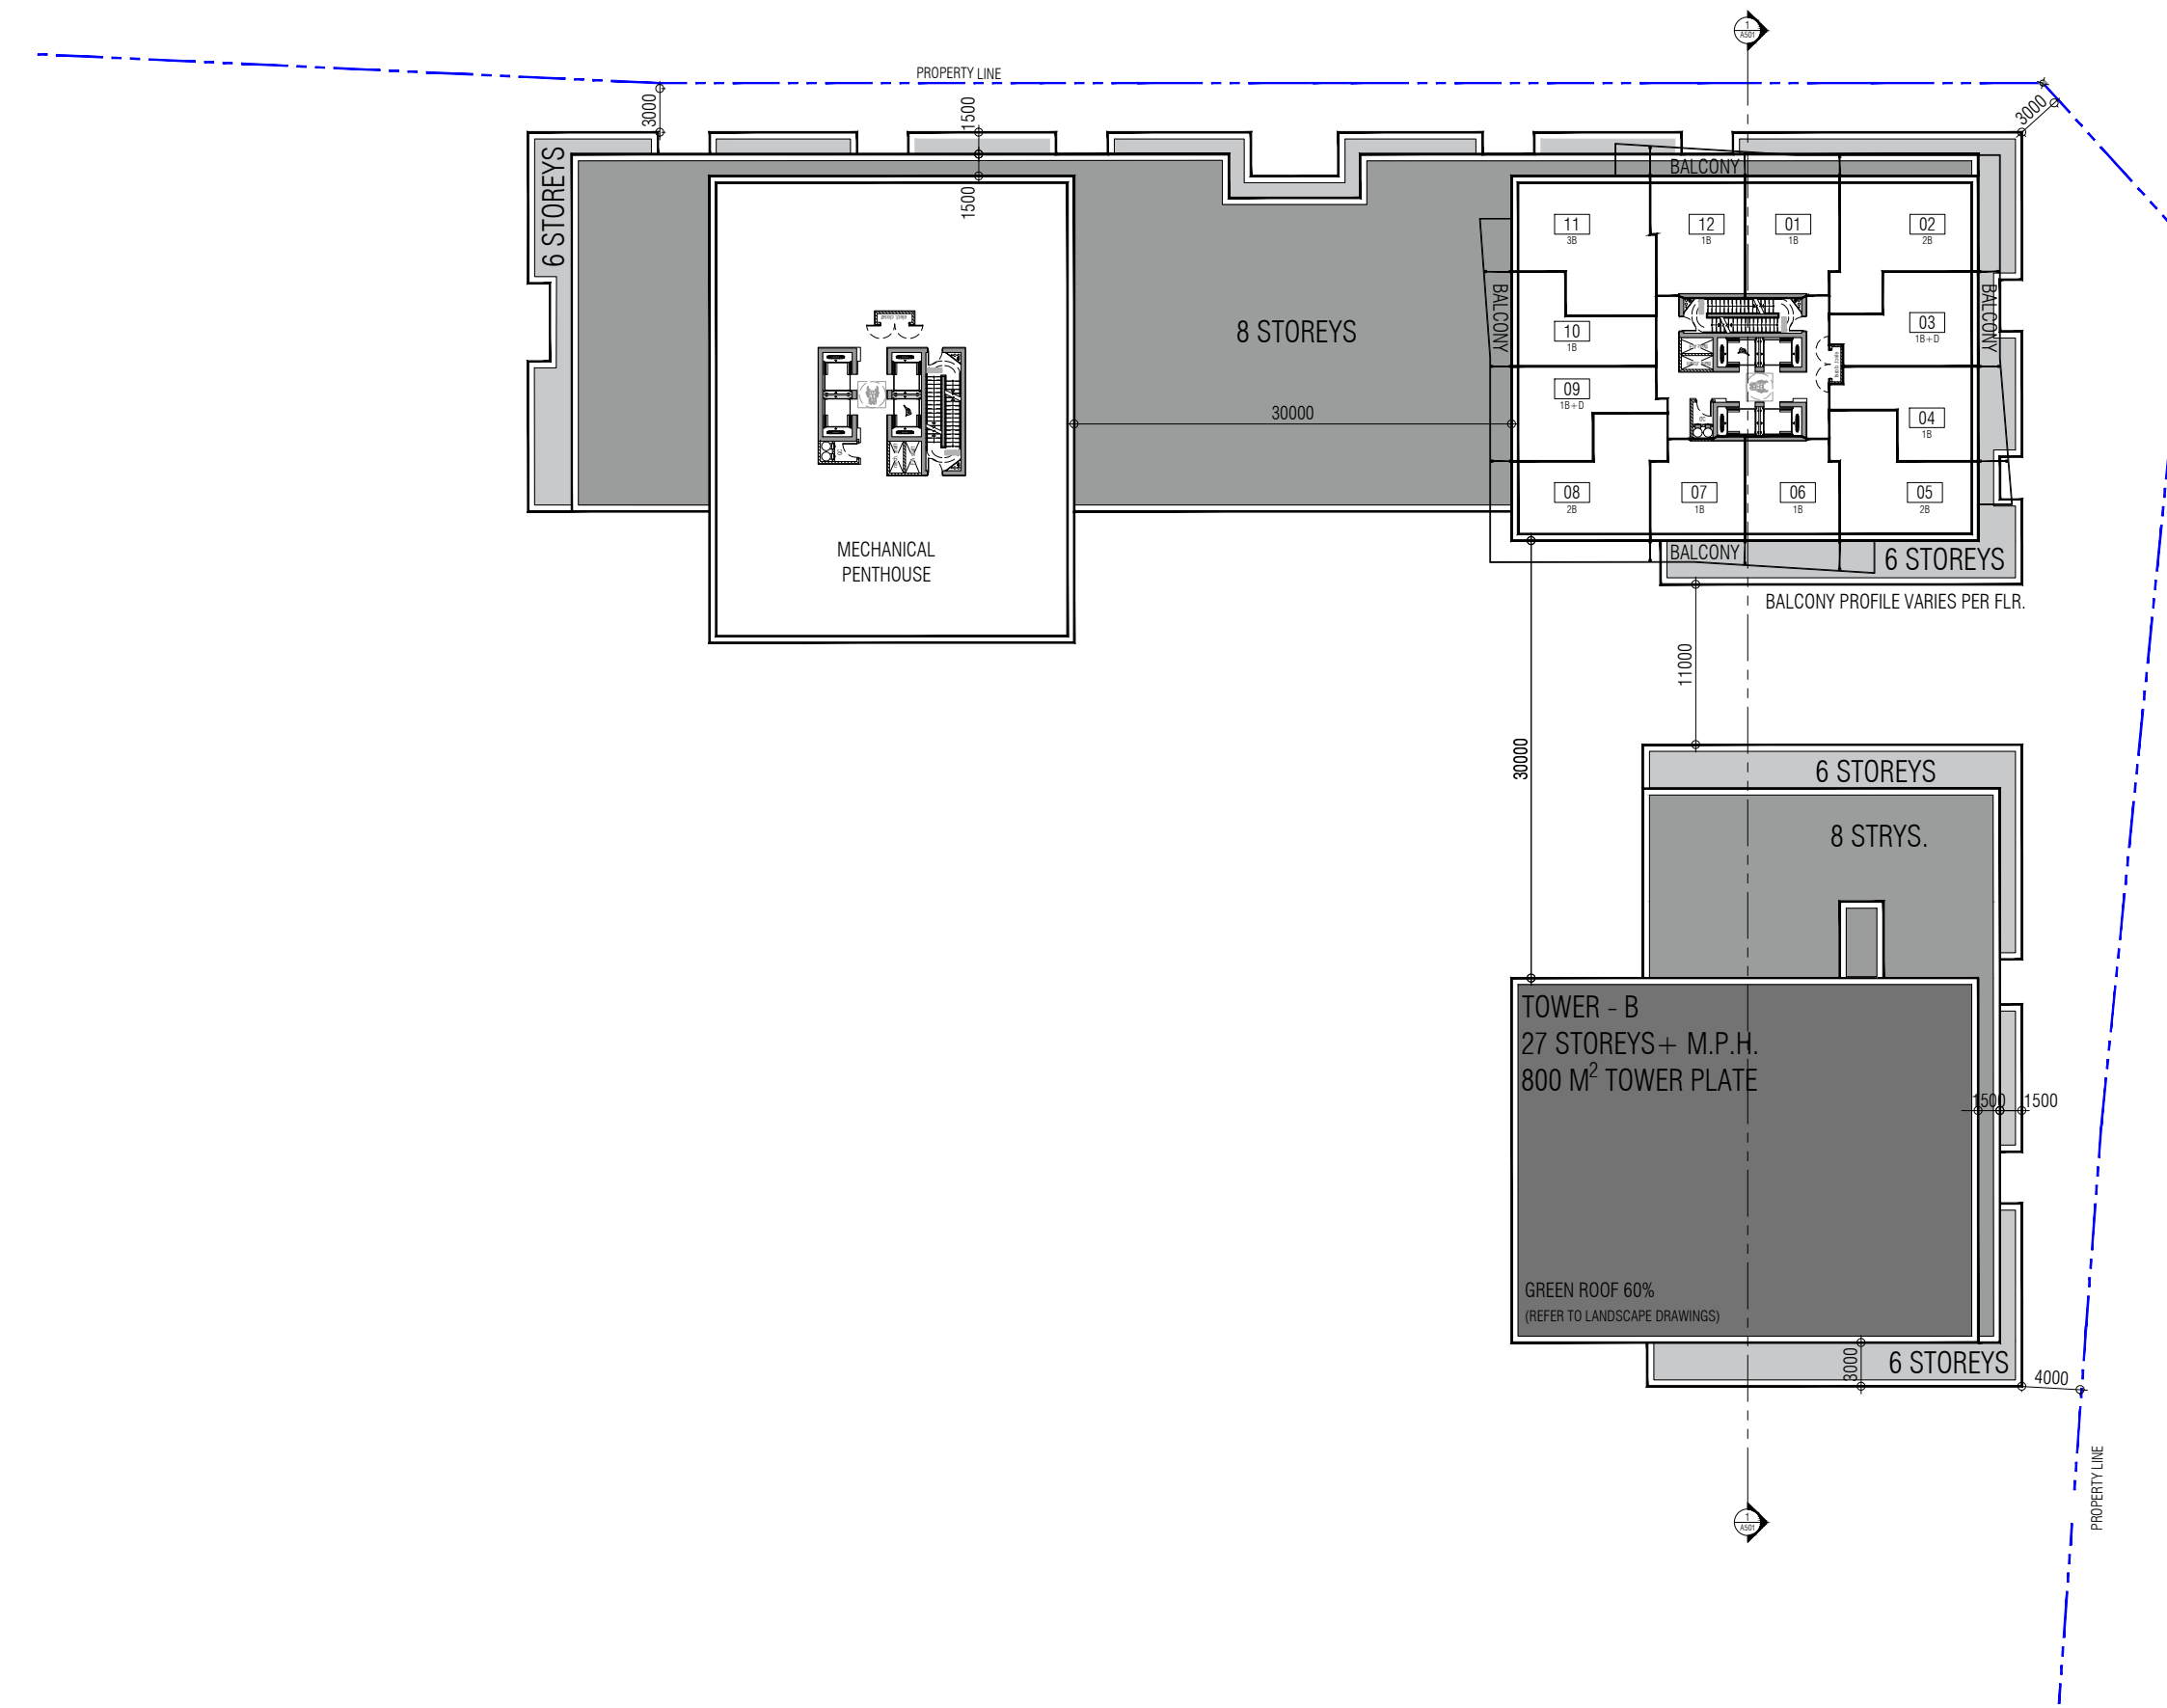 1
A501
PROPERTY LINE
3000
1500
3000
6 STOREYS
1500
BALCONY
11
3B
12
1B
01
1B
02
2B
BALCONY
BALCONY
8 STOREYS
10
1B
03
1B+D
09
1B+D
30000
04
1B
08
2B
07
1B
06
1B
05
2B
MECHANICAL
PENTHOUSE
BALCONY
6 STOREYS
BALCONY PROFILE VARIES PER FLR.
11000
30000
6 STOREYS
8 STRYS.
TOWER - B
27 STOREYS+ M.P.H.
800 M2 TOWER PLATE
1500
1500
GREEN ROOF 60%
(REFER TO LANDSCAPE DRAWINGS)
3000
6 STOREYS
4000
PROPERTY LINE
1
A501